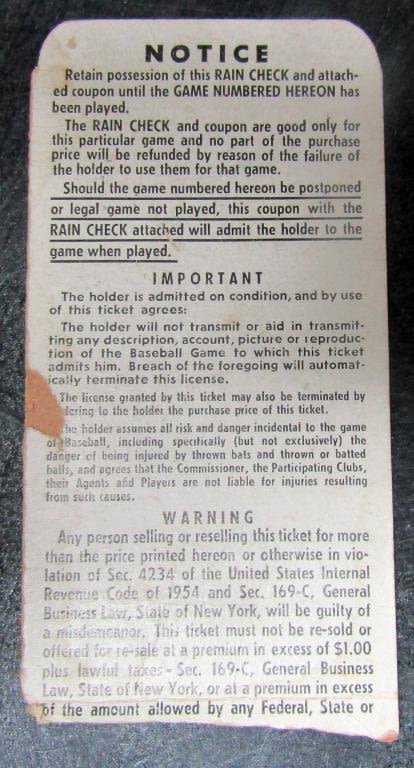 NOTICE
Retain possession of this RAIN CHECK and attach-
ed coupon until the GAME NUMBERED HEREON has
been played.
The RAIN CHECK and coupon are good only for
this particular game and no part of the purchase
price will be refunded by reason of the failure of
the holder to use them for that game.
Should the game numbered hereon be postponed
or legal game not played, this coupon with the
RAIN CHECK attached will admit the holder to the
game when played.
IMPORTANT
The holder is admitted on condition, and by use
of this ticket agrees:
The holder will not transmit or aid in transmit-
ting any description, account, picture or reproduc-
tion of the Baseball Game to which this ticket
admits him. Breach of the foregoing will automat-
ically terminate this license.
The license granted by this ticket may also be terminated by
dering to the holder the purchase price of this ticket.
he holder assumes all risk and danger incidental to the game
of Baseball, including specifically (but not exclusively) the
danger of being injured by thrown bats and thrown or batted
balls, and agrees that the Commissioner, the Participating Clubs,
their Agents and Players are not liable for injuries resulting
from such causes.
WARNING
Any person selling or reselling this ticket for more
than the price printed hereon or otherwise in vio-
lation of Sec. 4234 of the United States Internal
Revenue Code of 1954 and Sec. 169-C, General
Business Law, State of New York, will be guilty of
a misdemeanor. This ticket must not be re-sold or
offered for re-sale at a premium in excess of $1.00
plus lawful taxes - Sec. 169-C, General Business
Law, State of New York, or at a premium in excess
of the amount allowed by any Federal, State or